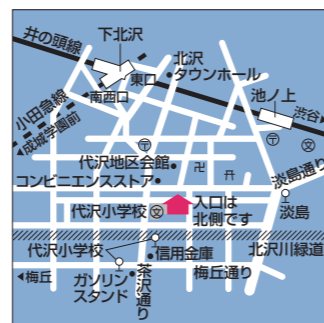 井の頭線
下北沢
東口
南西口
北沢
タウンホール
池ノ上
渋谷▶
小田急線
◀成城学園前
〒
〒
文
代沢地区会館
卍
コンビニエンスストア
淡島通り
代沢小学校
文
入口は
北側です
淡島
代沢小学校
信用金庫
北沢川緑道
◀梅丘
ガソリン
スタンド
茶沢通り
梅丘通り